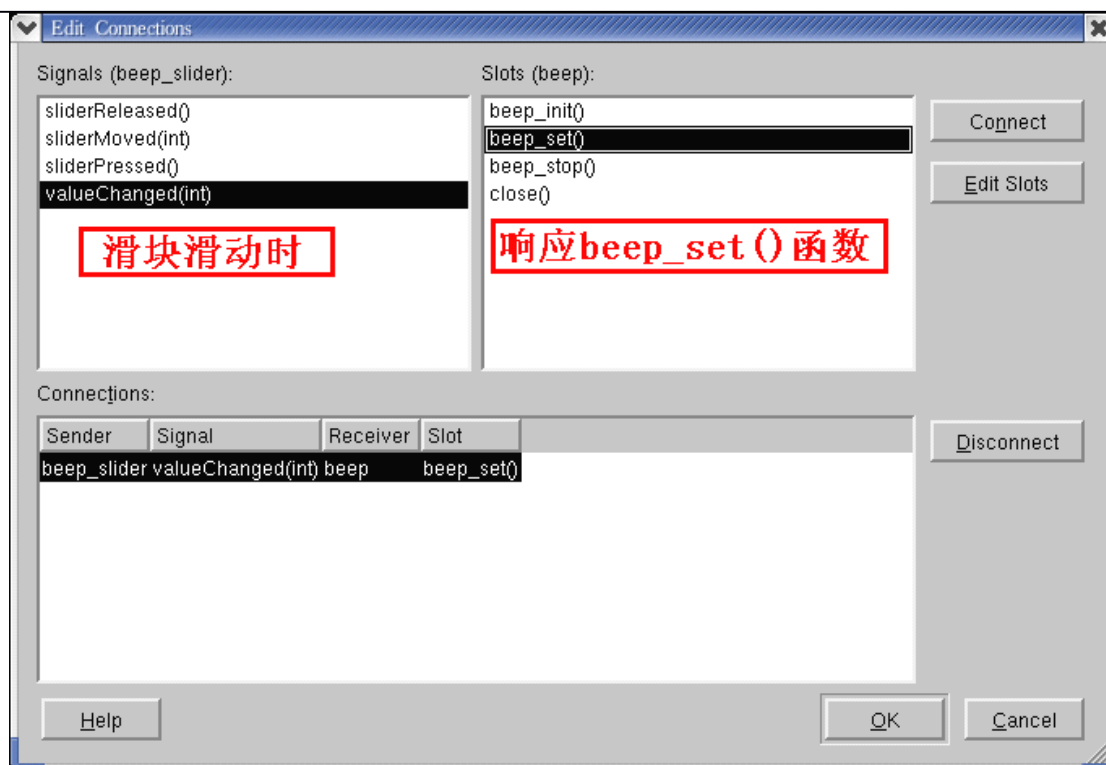 Edit Connections
Signals (beep_slider):
sliderReleased()
sliderMoved(int)
sliderPressed()
valueChanged(int)
滑块滑动时
Slots (beep):
beep_init()
beep_set()
beep_stop()
close()
响应beep_set()函数
Connect
Edit Slots
Connections:
Sender Signal Receiver Slot
beep_slider valueChanged(int) beep beep_set()
Disconnect
Help
OK
Cancel